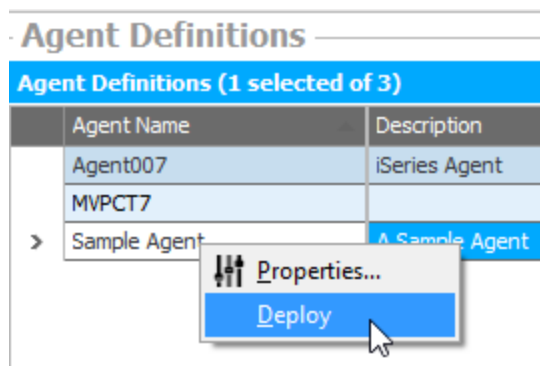 Agent Definitions
Agent Definitions (1 selected of 3)
Agent Name Description
Agent007 iSeries Agent
MVPCT7
Sample Agent A Sample Agent
Properties...
Deploy